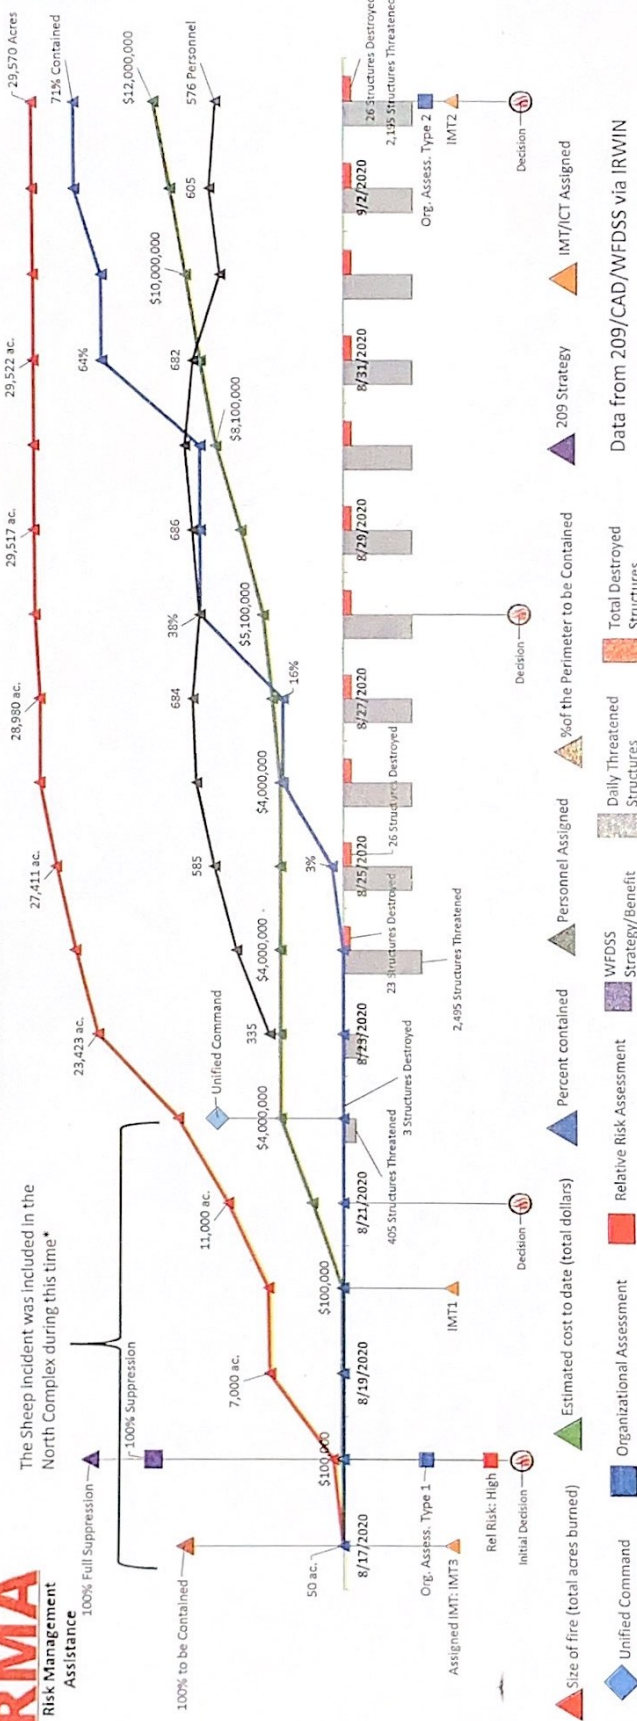 RMA
Risk Management
Assistance
The Sheep incident was included in the
North Complex during this time*
100% Full Suppression
100% Suppression
100% to be Contained
Unified Command
29,570 Acres
71% Contained
$12,000,000
576 Personnel
50 ac.
7,000 ac.
11,000 ac.
23,423 ac.
27,411 ac.
28,980 ac.
29,517 ac.
29,522 ac.
$100,000
$100,000
$4,000,000
$4,000,000
$4,000,000
$5,100,000
$8,100,000
$10,000,000
335
585
684
686
682
605
3%
16%
38%
64%
8/17/2020
8/19/2020
8/21/2020
8/23/2020
8/25/2020
8/27/2020
8/29/2020
8/31/2020
9/2/2020
405 Structures Threatened
3 Structures Destroyed
23 Structures Destroyed
2,495 Structures Threatened
26 Structures Destroyed
26 Structures Destroyed
2,195 Structures Threatened
Org. Assess. Type 1
Assigned IMT: IMT3
Rel Risk: High
Initial Decision
IMT1
Decision
Decision
Org. Assess. Type 2
IMT2
Decision
Size of fire (total acres burned)
Estimated cost to date (total dollars)
Percent contained
Personnel Assigned
%of the Perimeter to be Contained
209 Strategy
IMT/ICT Assigned
Unified Command
Organizational Assessment
Relative Risk Assessment
WFDSS
Strategy/Benefit
Daily Threatened
Structures
Total Destroyed
Structures
Data from 209/CAD/WFDSS via IRWIN